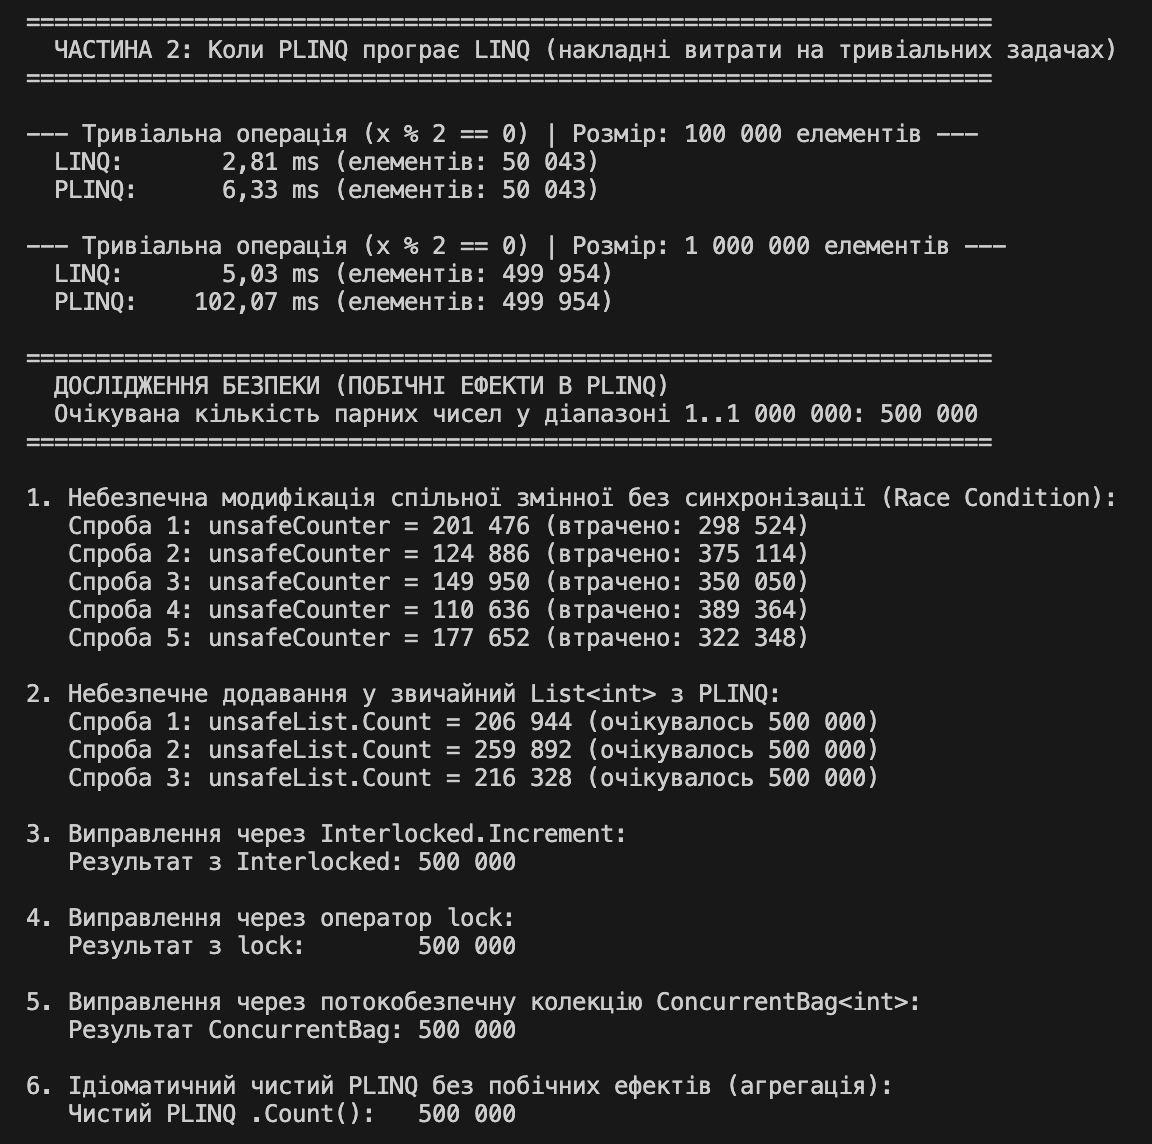 =====================================================================
ЧАСТИНА 2: Коли PLINQ програє LINQ (накладні витрати на тривіальних задачах)
=====================================================================
--- Тривіальна операція (x % 2 == 0) | Розмір: 100 000 елементів ---
LINQ:       2,81 ms (елементів: 50 043)
PLINQ:      6,33 ms (елементів: 50 043)
--- Тривіальна операція (x % 2 == 0) | Розмір: 1 000 000 елементів ---
LINQ:       5,03 ms (елементів: 499 954)
PLINQ:    102,07 ms (елементів: 499 954)
=====================================================================
ДОСЛІДЖЕННЯ БЕЗПЕКИ (ПОБІЧНІ ЕФЕКТИ В PLINQ)
Очікувана кількість парних чисел у діапазоні 1..1 000 000: 500 000
=====================================================================
1. Небезпечна модифікація спільної змінної без синхронізації (Race Condition):
Спроба 1: unsafeCounter = 201 476 (втрачено: 298 524)
Спроба 2: unsafeCounter = 124 886 (втрачено: 375 114)
Спроба 3: unsafeCounter = 149 950 (втрачено: 350 050)
Спроба 4: unsafeCounter = 110 636 (втрачено: 389 364)
Спроба 5: unsafeCounter = 177 652 (втрачено: 322 348)
2. Небезпечне додавання у звичайний List<int> з PLINQ:
Спроба 1: unsafeList.Count = 206 944 (очікувалось 500 000)
Спроба 2: unsafeList.Count = 259 892 (очікувалось 500 000)
Спроба 3: unsafeList.Count = 216 328 (очікувалось 500 000)
3. Виправлення через Interlocked.Increment:
Результат з Interlocked: 500 000
4. Виправлення через оператор lock:
Результат з lock:        500 000
5. Виправлення через потокобезпечну колекцію ConcurrentBag<int>:
Результат ConcurrentBag: 500 000
6. Ідіоматичний чистий PLINQ без побічних ефектів (агрегація):
Чистий PLINQ .Count():   500 000